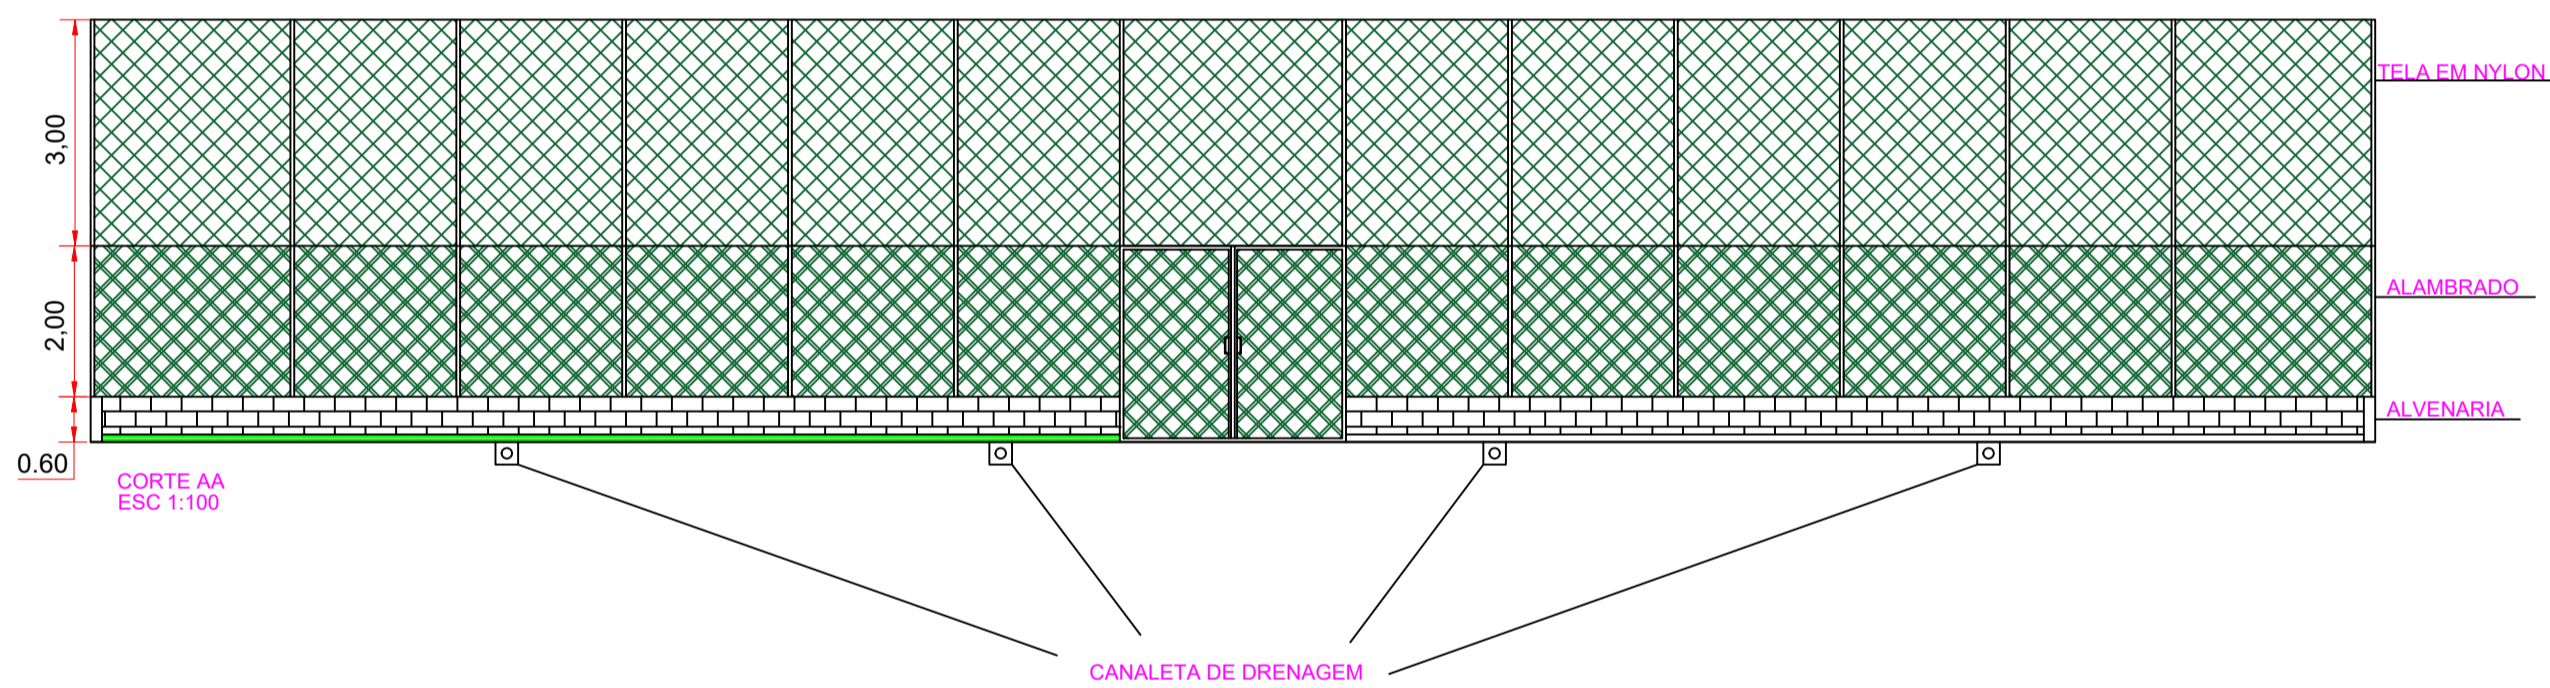 TELA EM NYLON
3,00
ALAMBRADO
2,00
ALVENARIA
0.60
CORTE AA
ESC 1:100
CANALETA DE DRENAGEM